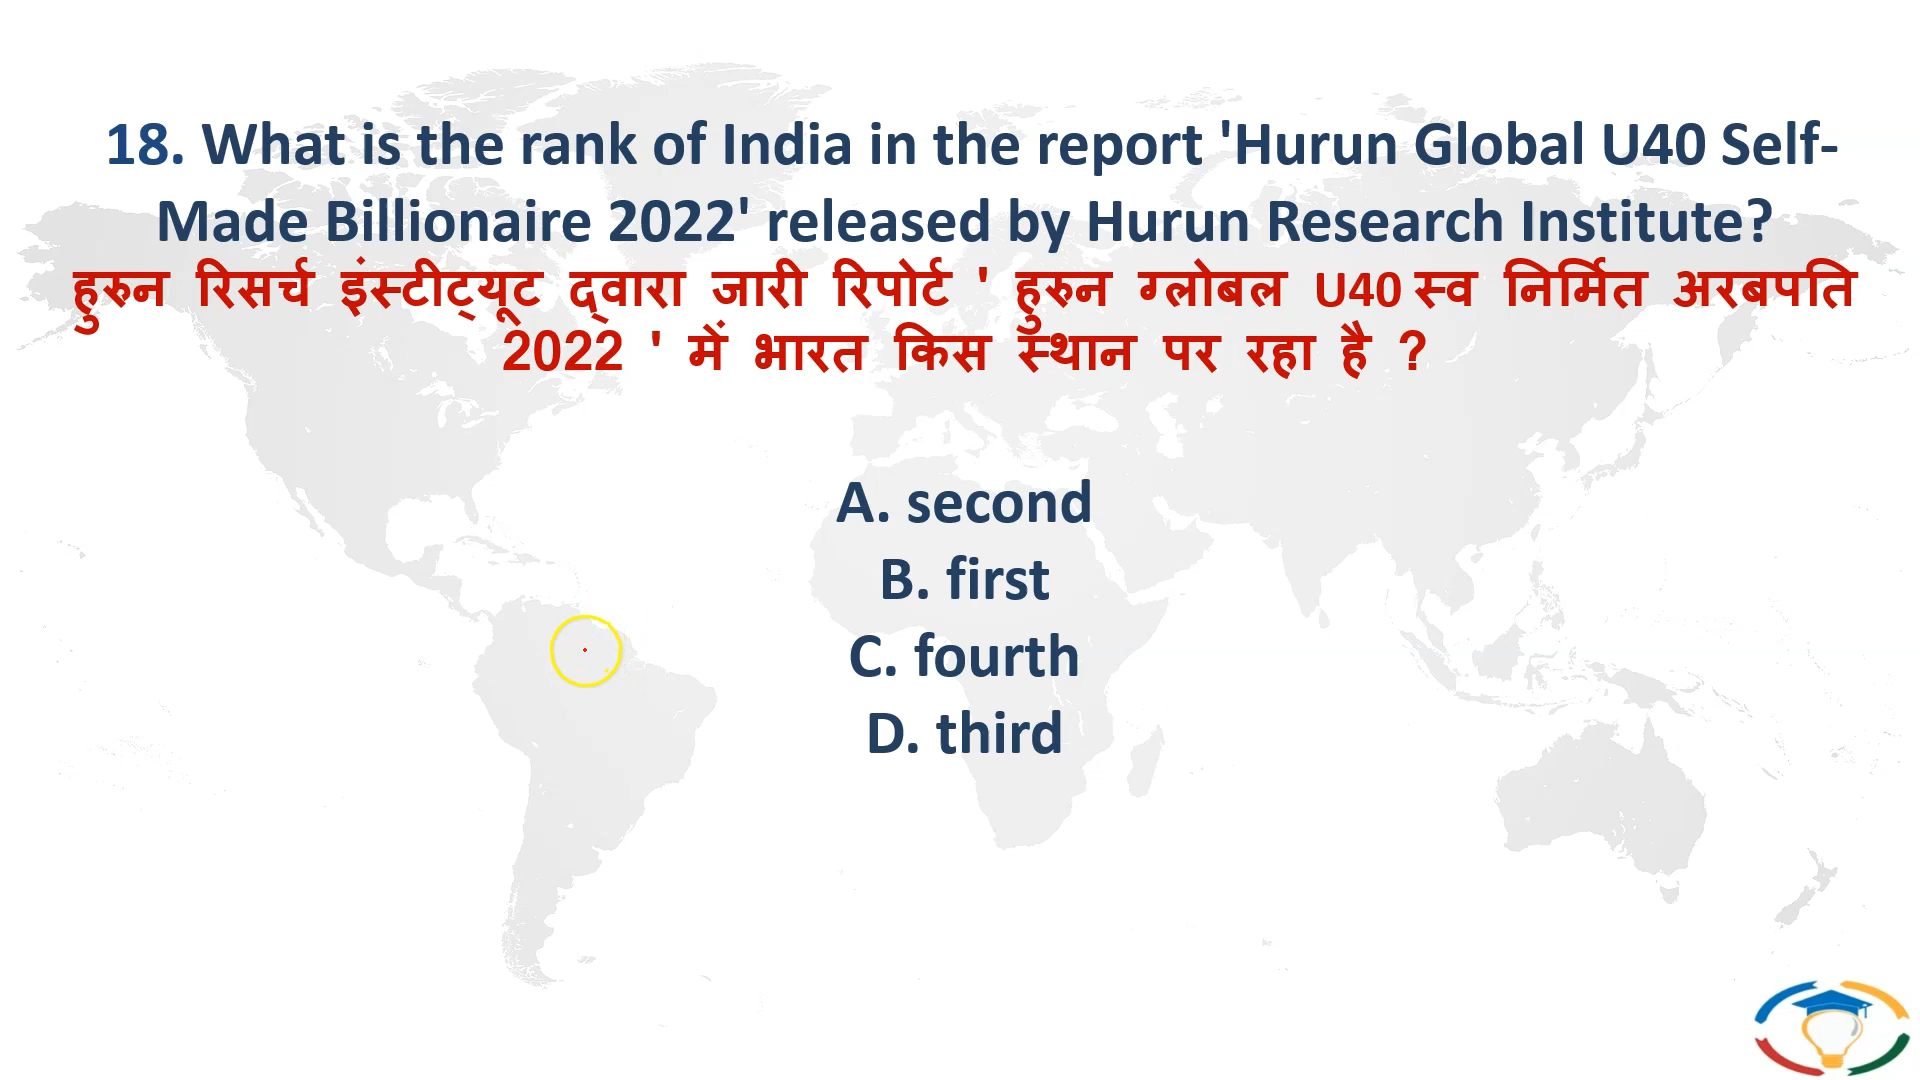 18. What is the rank of India in the report 'Hurun Global U40 Self-
Made Billionaire 2022' released by Hurun Research Institute?
हुरुन रिसर्च इंस्टीट्यूट द्वारा जारी रिपोर्ट ' हुरुन ग्लोबल U40 स्व निर्मित अरबपति
2022 ' में भारत किस स्थान पर रहा है ?
A. second
B. first
C. fourth
D. third